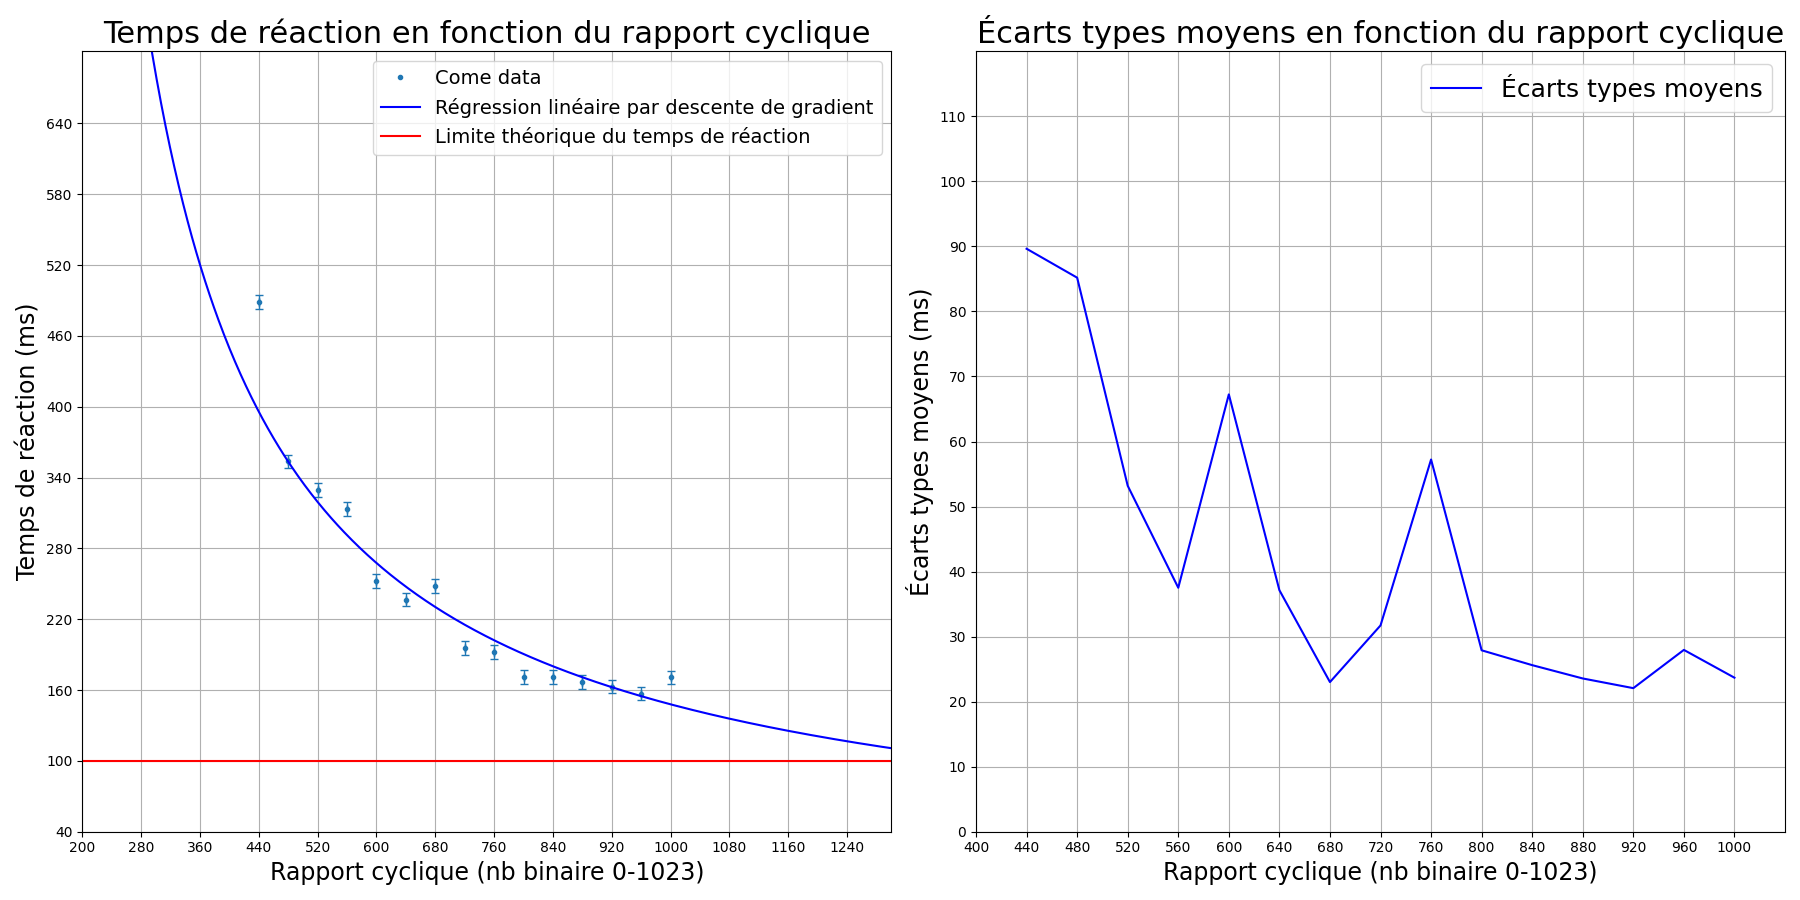 Temps de réaction en fonction du rapport cyclique
Come data
Régression linéaire par descente de gradient
Limite théorique du temps de réaction
Temps de réaction (ms)
640
580
520
460
400
340
280
220
160
100
40
200 280 360 440 520 600 680 760 840 920 1000 1080 1160 1240
Rapport cyclique (nb binaire 0-1023)
Écarts types moyens en fonction du rapport cyclique
Écarts types moyens
Écarts types moyens (ms)
110
100
90
80
70
60
50
40
30
20
10
0
400 440 480 520 560 600 640 680 720 760 800 840 880 920 960 1000
Rapport cyclique (nb binaire 0-1023)